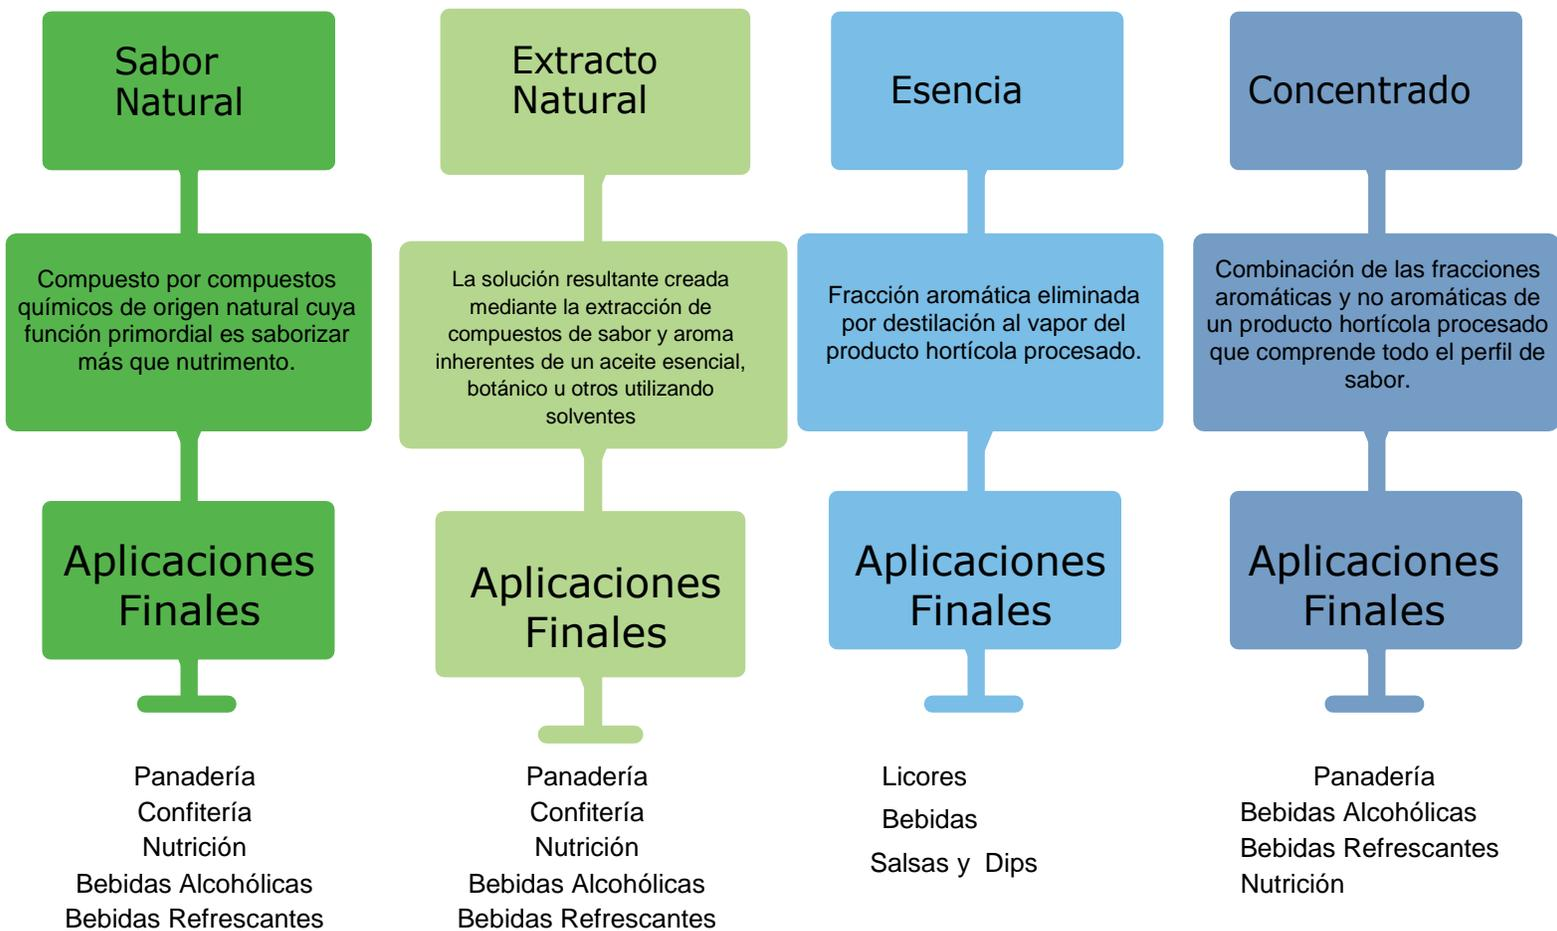 Sabor
Natural
Compuesto por compuestos
químicos de origen natural cuya
función primordial es saborizar
más que nutrimento.
Aplicaciones
Finales
Panadería
Confitería
Nutrición
Bebidas Alcohólicas
Bebidas Refrescantes
Extracto
Natural
La solución resultante creada
mediante la extracción de
compuestos de sabor y aroma
inherentes de un aceite esencial,
botánico u otros utilizando
solventes
Aplicaciones
Finales
Panadería
Confitería
Nutrición
Bebidas Alcohólicas
Bebidas Refrescantes
Esencia
Fracción aromática eliminada
por destilación al vapor del
producto hortícola procesado.
Aplicaciones
Finales
Licores
Bebidas
Salsas y  Dips
Concentrado
Combinación de las fracciones
aromáticas y no aromáticas de
un producto hortícola procesado
que comprende todo el perfil de
sabor.
Aplicaciones
Finales
Panadería
Bebidas Alcohólicas
Bebidas Refrescantes
Nutrición